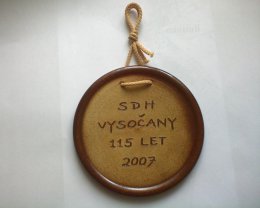 SDH
VYSOČANY
115 LET
2007